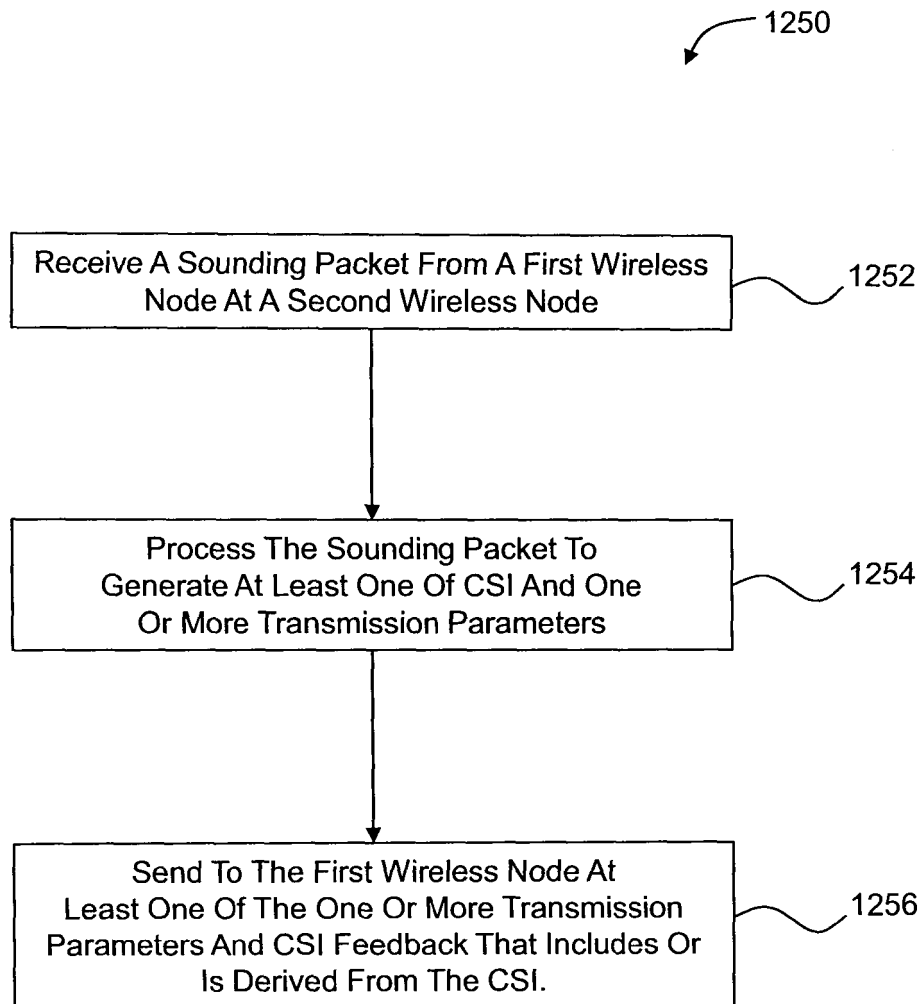 1250
Receive A Sounding Packet From A First Wireless
Node At A Second Wireless Node
1252
Process The Sounding Packet To
Generate At Least One Of CSI And One
Or More Transmission Parameters
1254
Send To The First Wireless Node At
Least One Of The One Or More Transmission
Parameters And CSI Feedback That Includes Or
Is Derived From The CSI.
1256